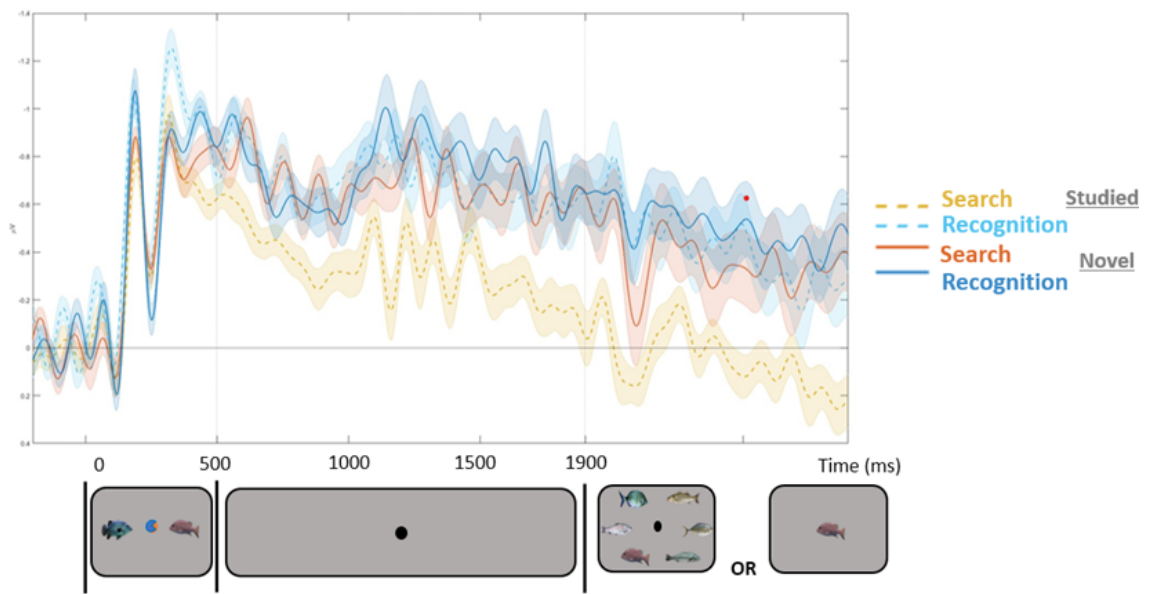 -1.4
-1.2
-1
-0.8
-0.6
µV
-0.4
-0.2
0
0.2
0.4
0 500 1000 1500 1900 Time (ms)
Search Studied
Recognition
Search Novel
Recognition
OR